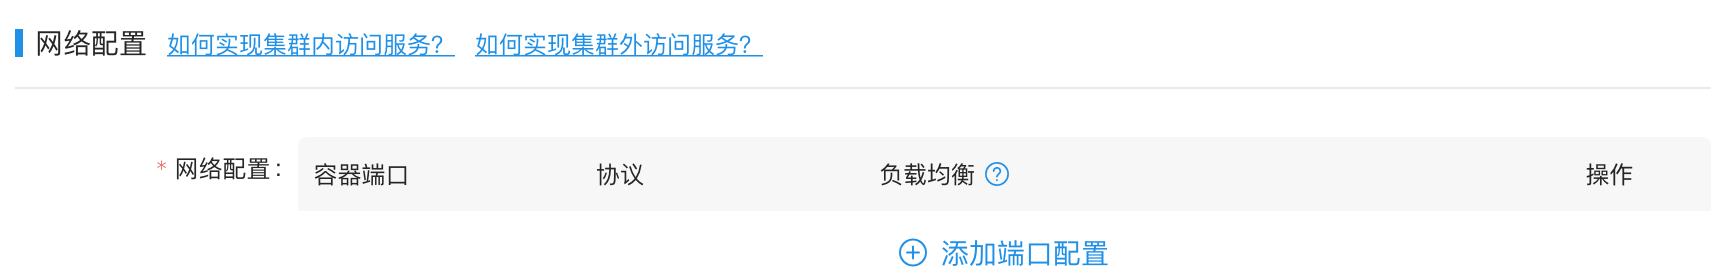 网络配置 如何实现集群内访问服务？ 如何实现集群外访问服务？
* 网络配置： 容器端口 协议 负载均衡 ? 操作
添加端口配置